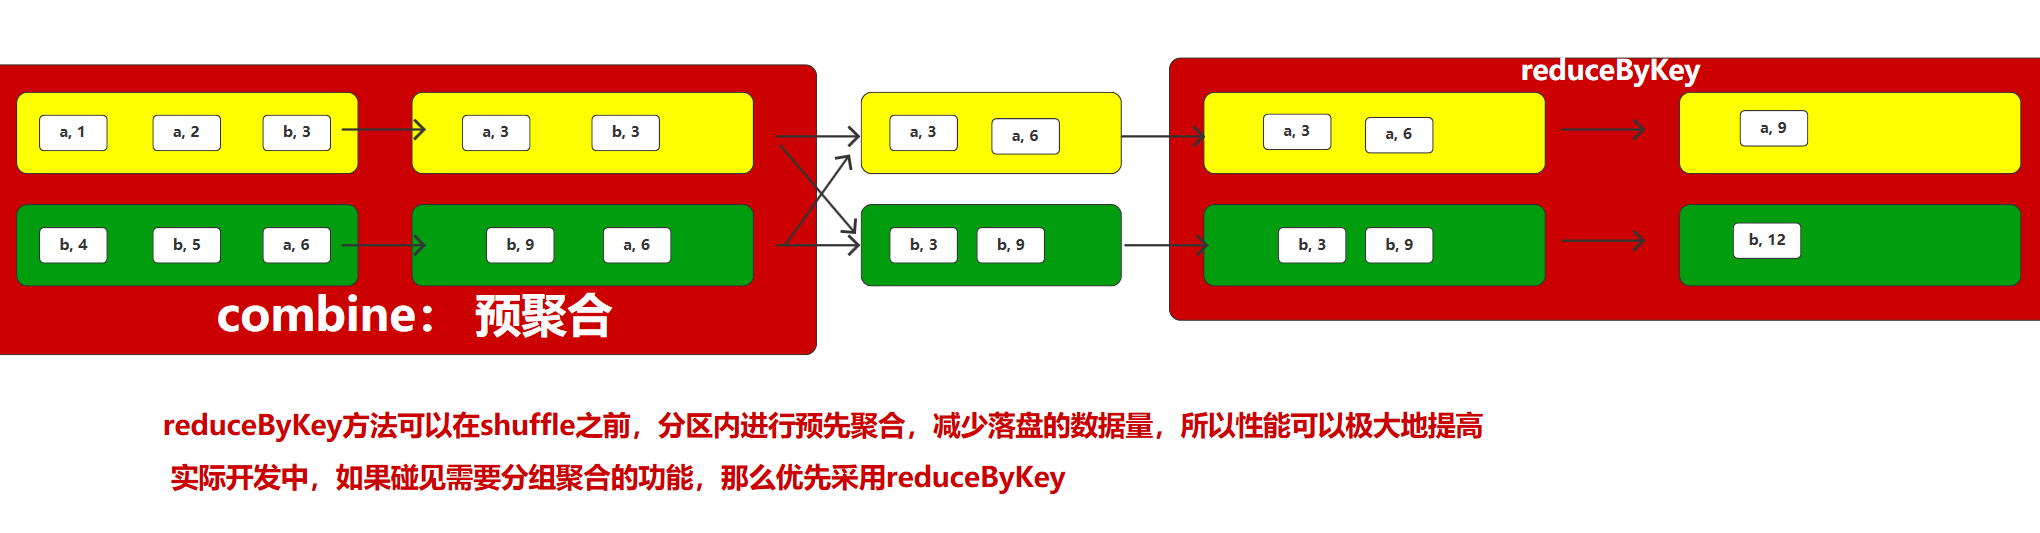 reduceByKey
a, 1
a, 2
b, 3
a, 3
b, 3
a, 3
a, 6
a, 3
a, 6
a, 9
b, 4
b, 5
a, 6
b, 9
a, 6
b, 3
b, 9
b, 3
b, 9
b, 12
combine： 预聚合
reduceByKey方法可以在shuffle之前，分区内进行预先聚合，减少落盘的数据量，所以性能可以极大地提高
实际开发中，如果碰见需要分组聚合的功能，那么优先采用reduceByKey